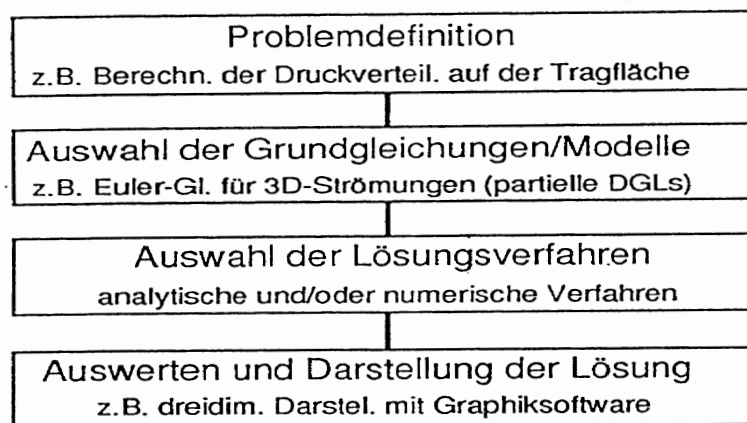 Problemdefinition
z.B. Berechn. der Druckverteil. auf der Tragfläche
Auswahl der Grundgleichungen/Modelle
z.B. Euler-Gl. für 3D-Strömungen (partielle DGLs)
Auswahl der Lösungsverfahren
analytische und/oder numerische Verfahren
Auswerten und Darstellung der Lösung
z.B. dreidim. Darstel. mit Graphiksoftware